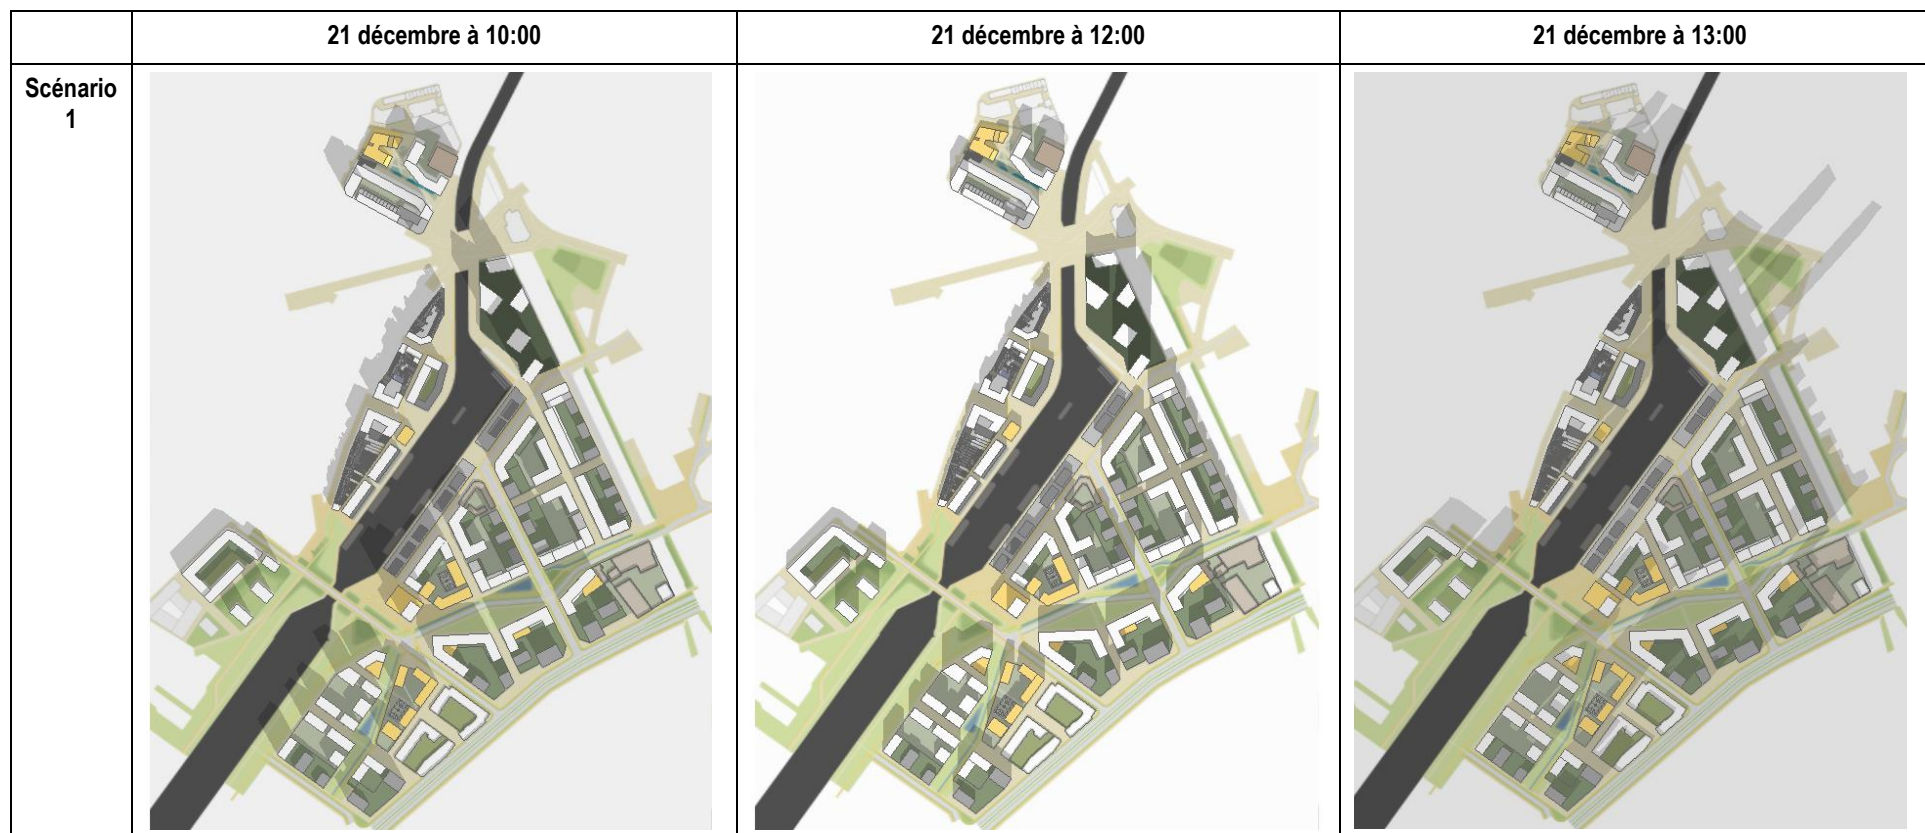 21 décembre à 10:00
21 décembre à 12:00
21 décembre à 13:00
Scénario
1